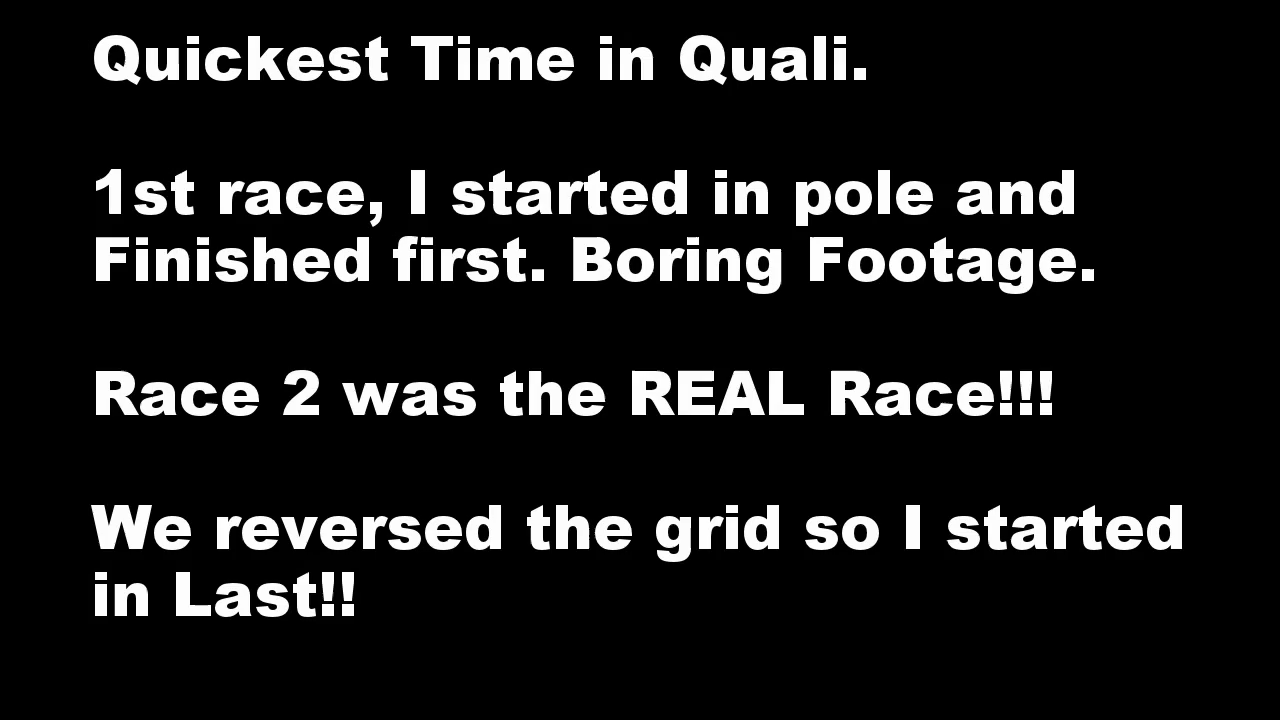 Quickest Time in Quali.
1st race, I started in pole and
Finished first. Boring Footage.
Race 2 was the REAL Race!!!
We reversed the grid so I started
in Last!!